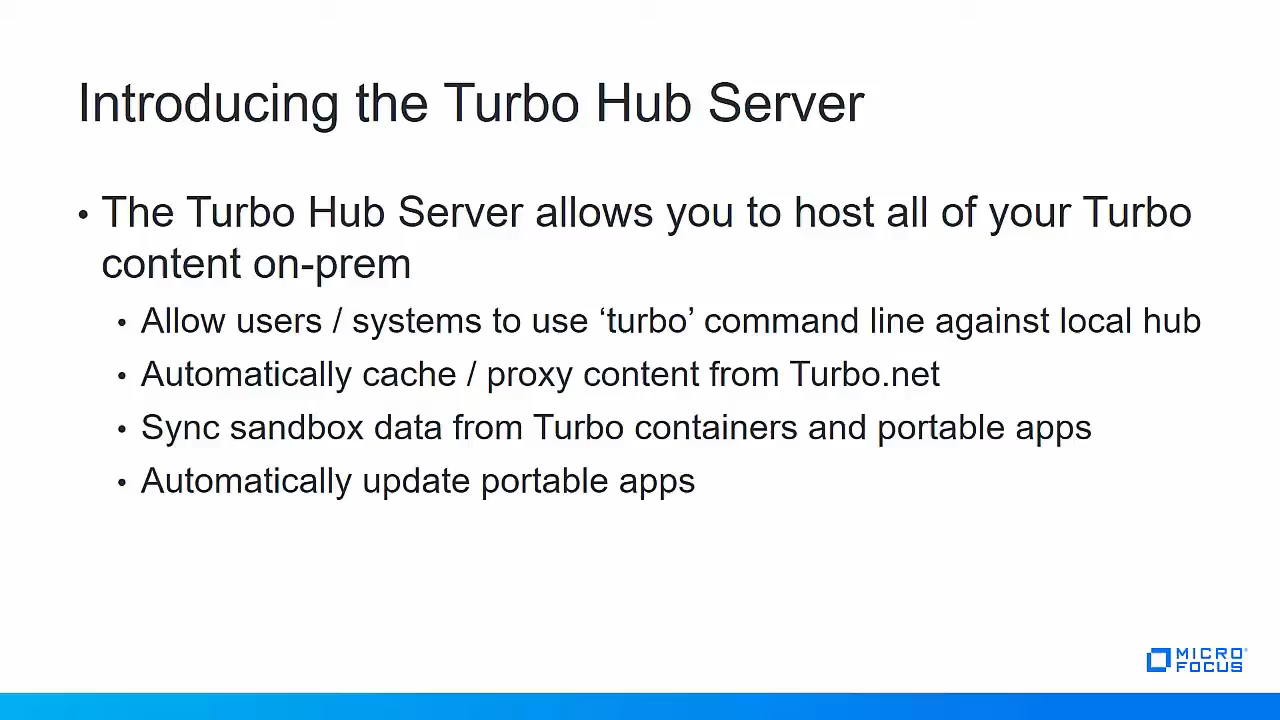 Introducing the Turbo Hub Server
• The Turbo Hub Server allows you to host all of your Turbo
content on-prem
• Allow users / systems to use ‘turbo’ command line against local hub
• Automatically cache / proxy content from Turbo.net
• Sync sandbox data from Turbo containers and portable apps
• Automatically update portable apps
MICRO
FOCUS